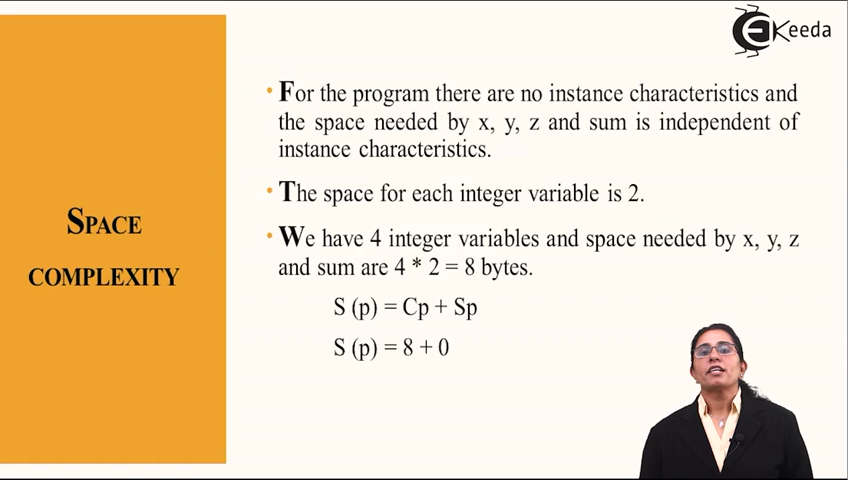 EKeeda
• For the program there are no instance characteristics and
the space needed by x, y, z and sum is independent of
instance characteristics.
• The space for each integer variable is 2.
SPACE
COMPLEXITY
• We have 4 integer variables and space needed by x, y, z
and sum are 4 * 2 = 8 bytes.
S (p) = Cp + Sp
S (p) = 8 + 0